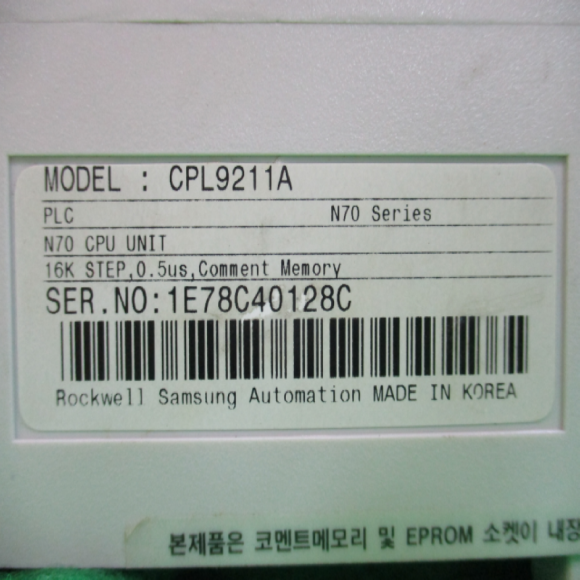 MODEL : CPL9211A
PLC N70 Series
N70 CPU UNIT
16K STEP,0.5us,Comment Memory
SER.NO:1E78C40128C
Rockwell Samsung Automation MADE IN KOREA
본제품은 코멘트메모리 및 EPROM 소켓이 내장